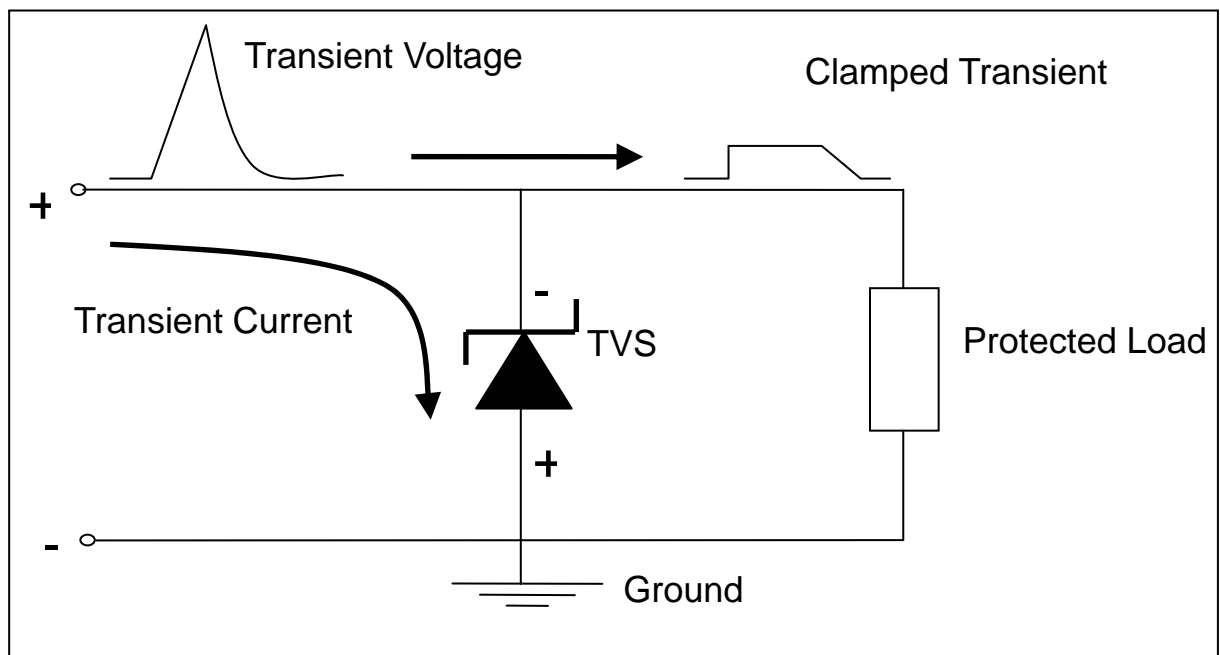 Transient Voltage
Clamped Transient
+
Transient Current
-
TVS
Protected Load
+
-
Ground